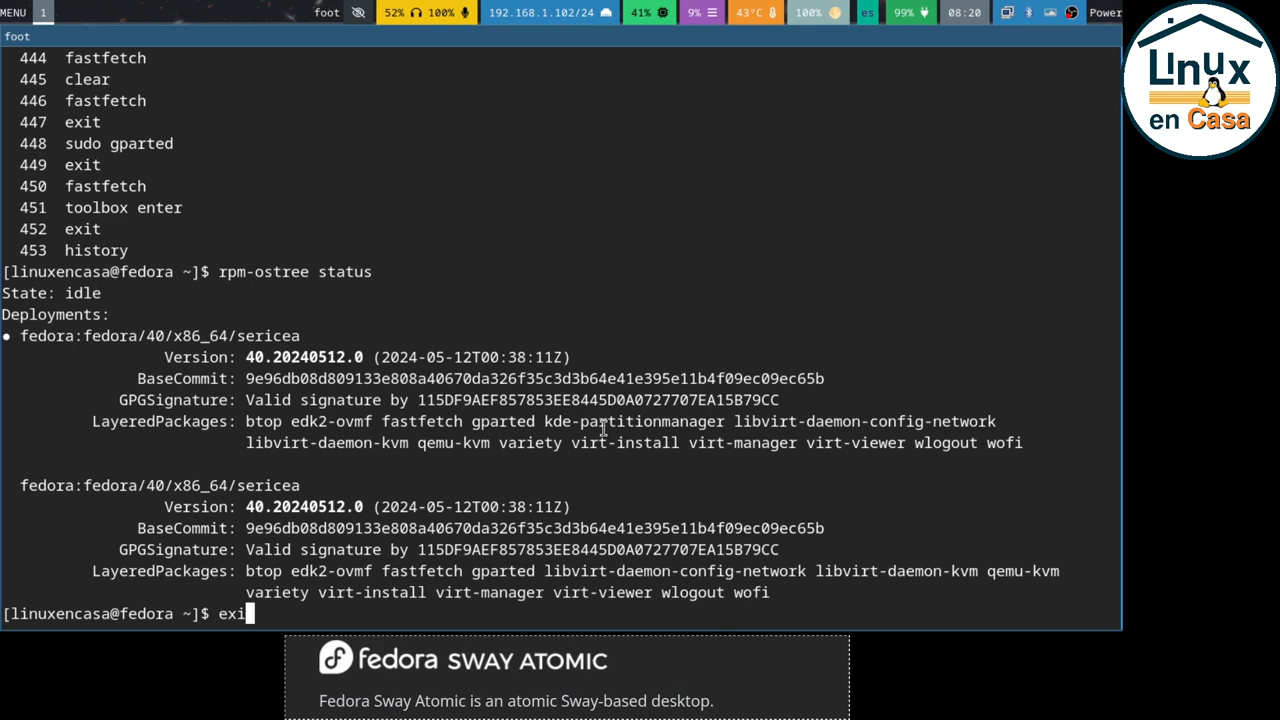 MENU 1 foot 52% 100% 192.168.1.102/24 41% 9% 43°C 100% es 99% 08:20 Power
foot
444 fastfetch
445 clear
446 fastfetch
447 exit
448 sudo gparted
449 exit
450 fastfetch
451 toolbox enter
452 exit
453 history
[linuxencasa@fedora ~]$ rpm-ostree status
State: idle
Deployments:
● fedora:fedora/40/x86_64/sericea
Version: 40.20240512.0 (2024-05-12T00:38:11Z)
BaseCommit: 9e96db08d809133e808a40670da326f35c3d3b64e41e395e11b4f09ec09ec65b
GPGSignature: Valid signature by 115DF9AEF857853EE8445D0A0727707EA15B79CC
LayeredPackages: btop edk2-ovmf fastfetch gparted kde-partitionmanager libvirt-daemon-config-network
libvirt-daemon-kvm qemu-kvm variety virt-install virt-manager virt-viewer wlogout wofi
fedora:fedora/40/x86_64/sericea
Version: 40.20240512.0 (2024-05-12T00:38:11Z)
BaseCommit: 9e96db08d809133e808a40670da326f35c3d3b64e41e395e11b4f09ec09ec65b
GPGSignature: Valid signature by 115DF9AEF857853EE8445D0A0727707EA15B79CC
LayeredPackages: btop edk2-ovmf fastfetch gparted libvirt-daemon-config-network libvirt-daemon-kvm qemu-kvm
variety virt-install virt-manager virt-viewer wlogout wofi
[linuxencasa@fedora ~]$ exi
Linux
en Casa
fedora SWAY ATOMIC
Fedora Sway Atomic is an atomic Sway-based desktop.